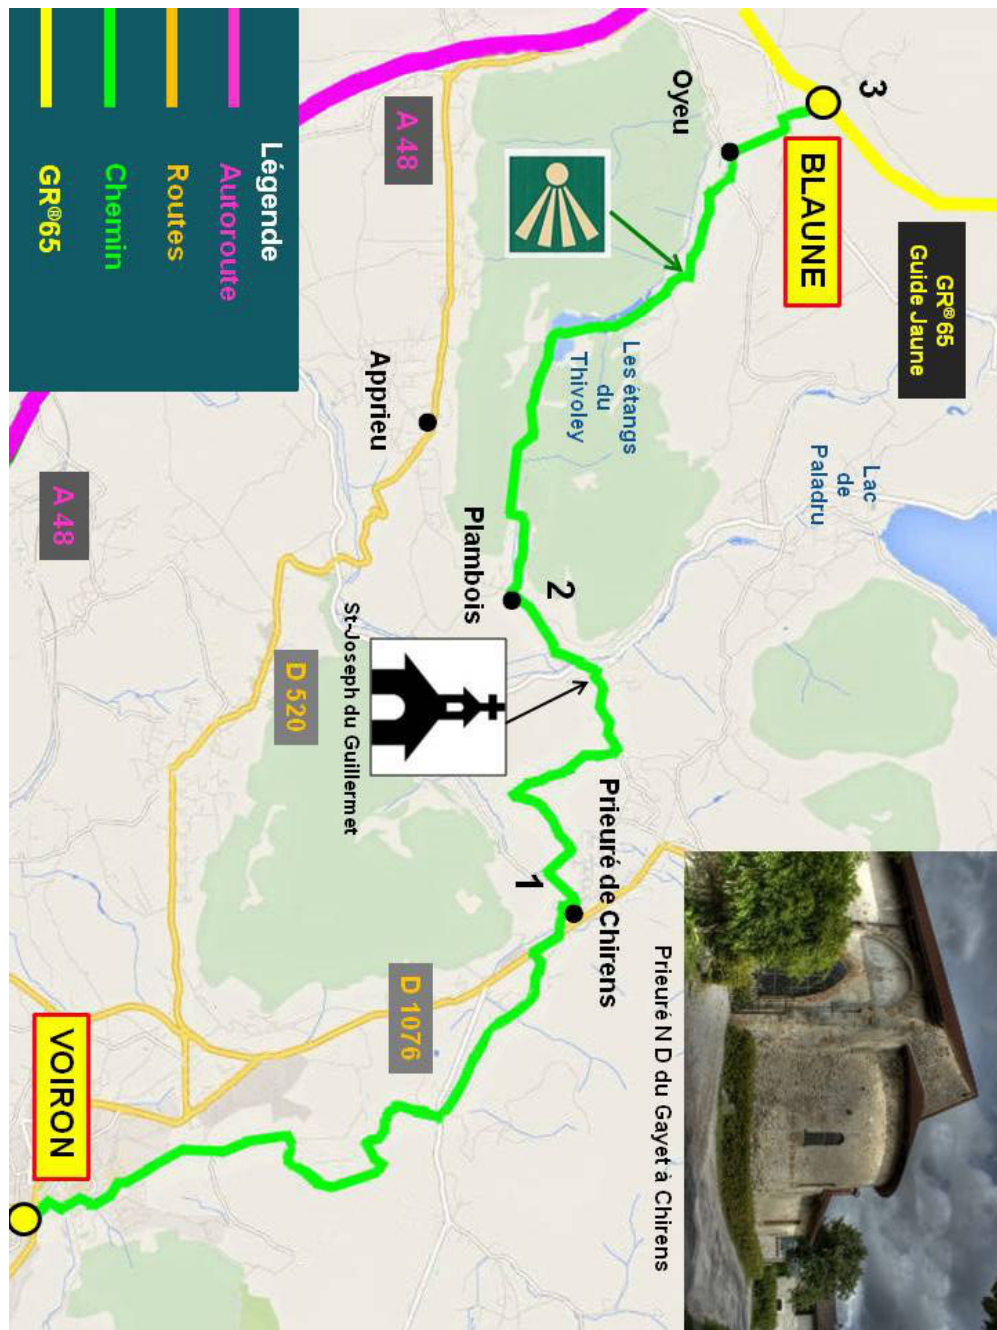 3
BLAUNE
Oyeu
GR®65
Guide Jaune
Lac
de
Paladru
Les étangs
du
Thivoley
A 48
Apprieu
Plambois
2
St-Joseph du Guillermet
D 520
A 48
Prieuré de Chirens
1
Prieuré N D du Gayet à Chirens
D 1076
VOIRON
Légende
Autoroute
Routes
Chemin
GR®65